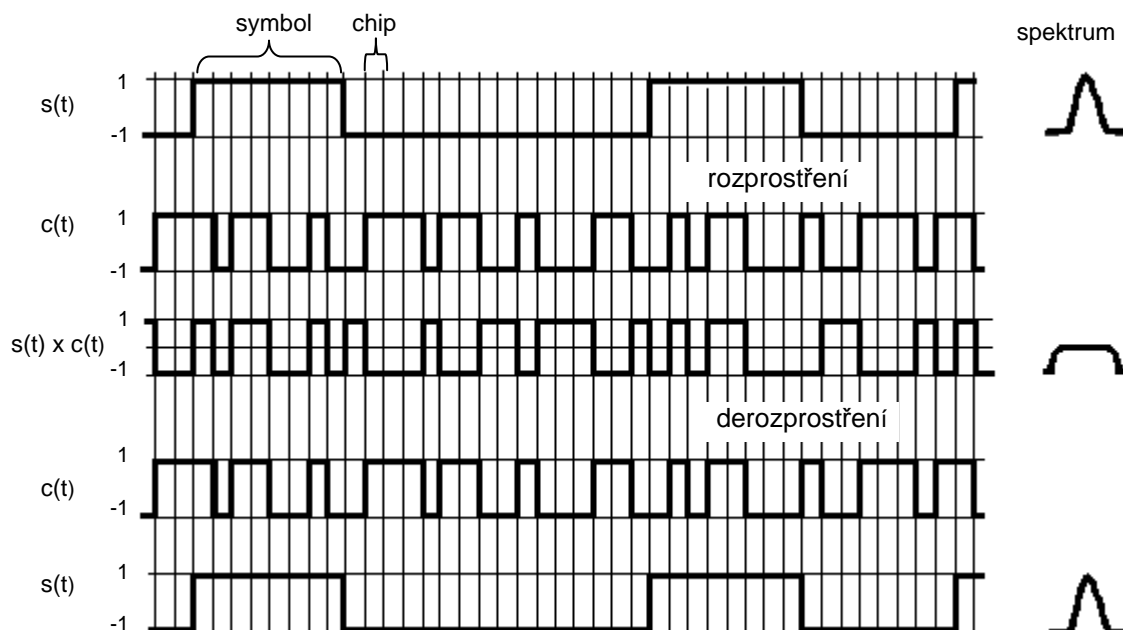 symbol
chip
spektrum
1
s(t)
-1
rozprostření
1
c(t)
-1
1
s(t) x c(t)
-1
derozprostření
1
c(t)
-1
1
s(t)
-1